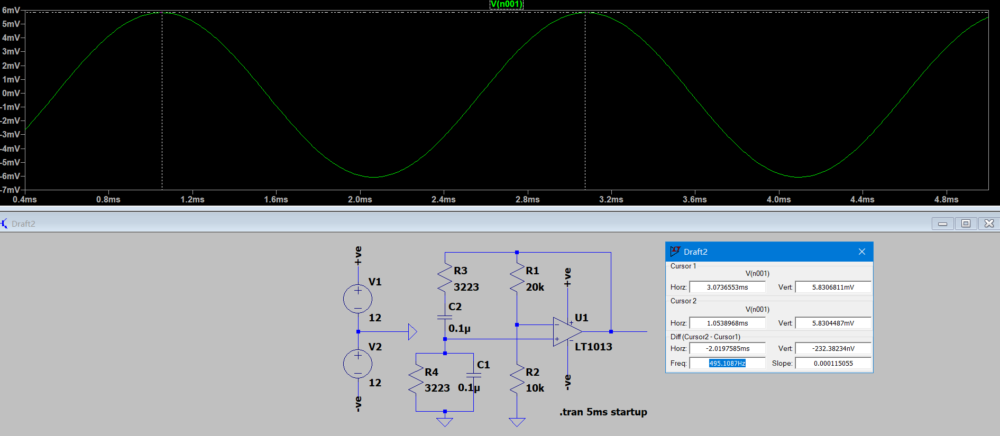 V(n001)
6mV
5mV
4mV
3mV
2mV
1mV
0mV
-1mV
-2mV
-3mV
-4mV
-5mV
-6mV
-7mV
0.4ms 0.8ms 1.2ms 1.6ms 2.0ms 2.4ms 2.8ms 3.2ms 3.6ms 4.0ms 4.4ms 4.8ms
Draft2
+ve
V1
12
V2
12
-ve
R3
3223
C2
0.1µ
R4
3223
C1
0.1µ
R1
20k
R2
10k
+ve
U1
LT1013
-ve
.tran 5ms startup
Draft2
Cursor 1
V(n001)
Horz: 3.0736553ms Vert: 5.8306811mV
Cursor 2
V(n001)
Horz: 1.0538968ms Vert: 5.8304487mV
Diff (Cursor2 - Cursor1)
Horz: -2.0197585ms Vert: -232.38234nV
Freq: 495.1087Hz Slope: 0.000115055